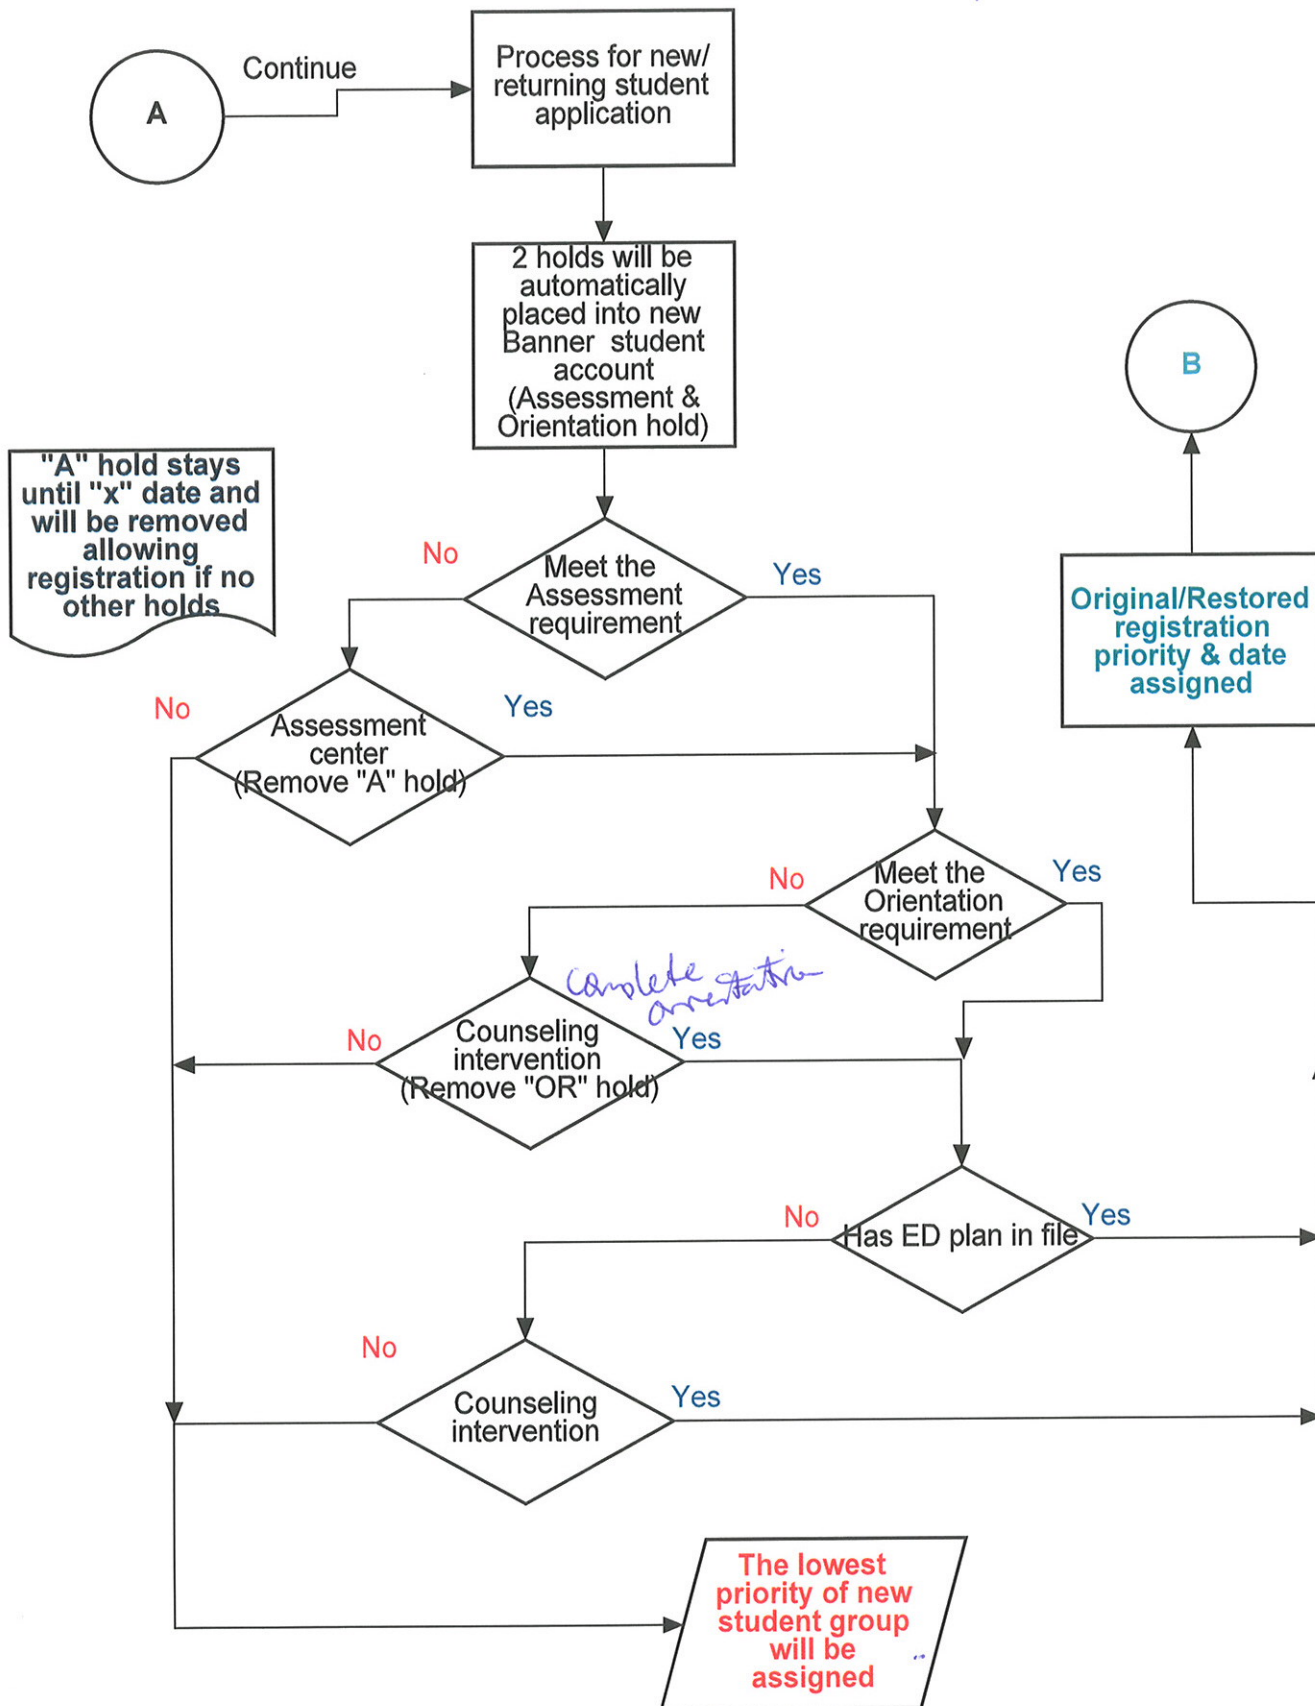 Continue
A
Process for new/
returning student
application
2 holds will be
automatically
placed into new
Banner student
account
(Assessment &
Orientation hold)
B
"A" hold stays
until "x" date and
will be removed
allowing
registration if no
other holds
No
Meet the
Assessment
requirement
Yes
Original/Restored
registration
priority & date
assigned
No
Assessment
center
(Remove "A" hold)
Yes
No
Meet the
Orientation
requirement
Yes
complete
orientation
No
Counseling
intervention
(Remove "OR" hold)
Yes
No
Has ED plan in file
Yes
No
Counseling
intervention
Yes
The lowest
priority of new
student group
will be
assigned